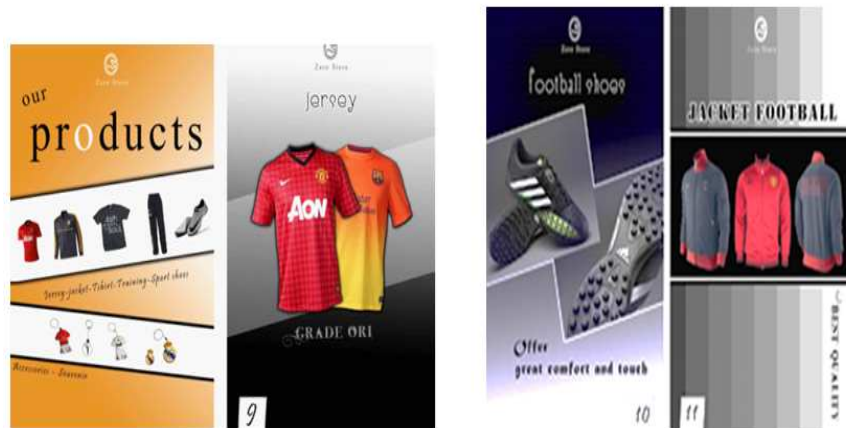 Zero Store
our
products
Jersey-jacket-Tshirt-Training-Sport shoes
Accessories - Souvenir
Zero Store
jersey
AON
GRADE ORI
9
Zero Store
football shoes
adidas
Offer
great comfort and touch
10
Zero Store
JACKET FOOTBALL
BEST QUALITY
11